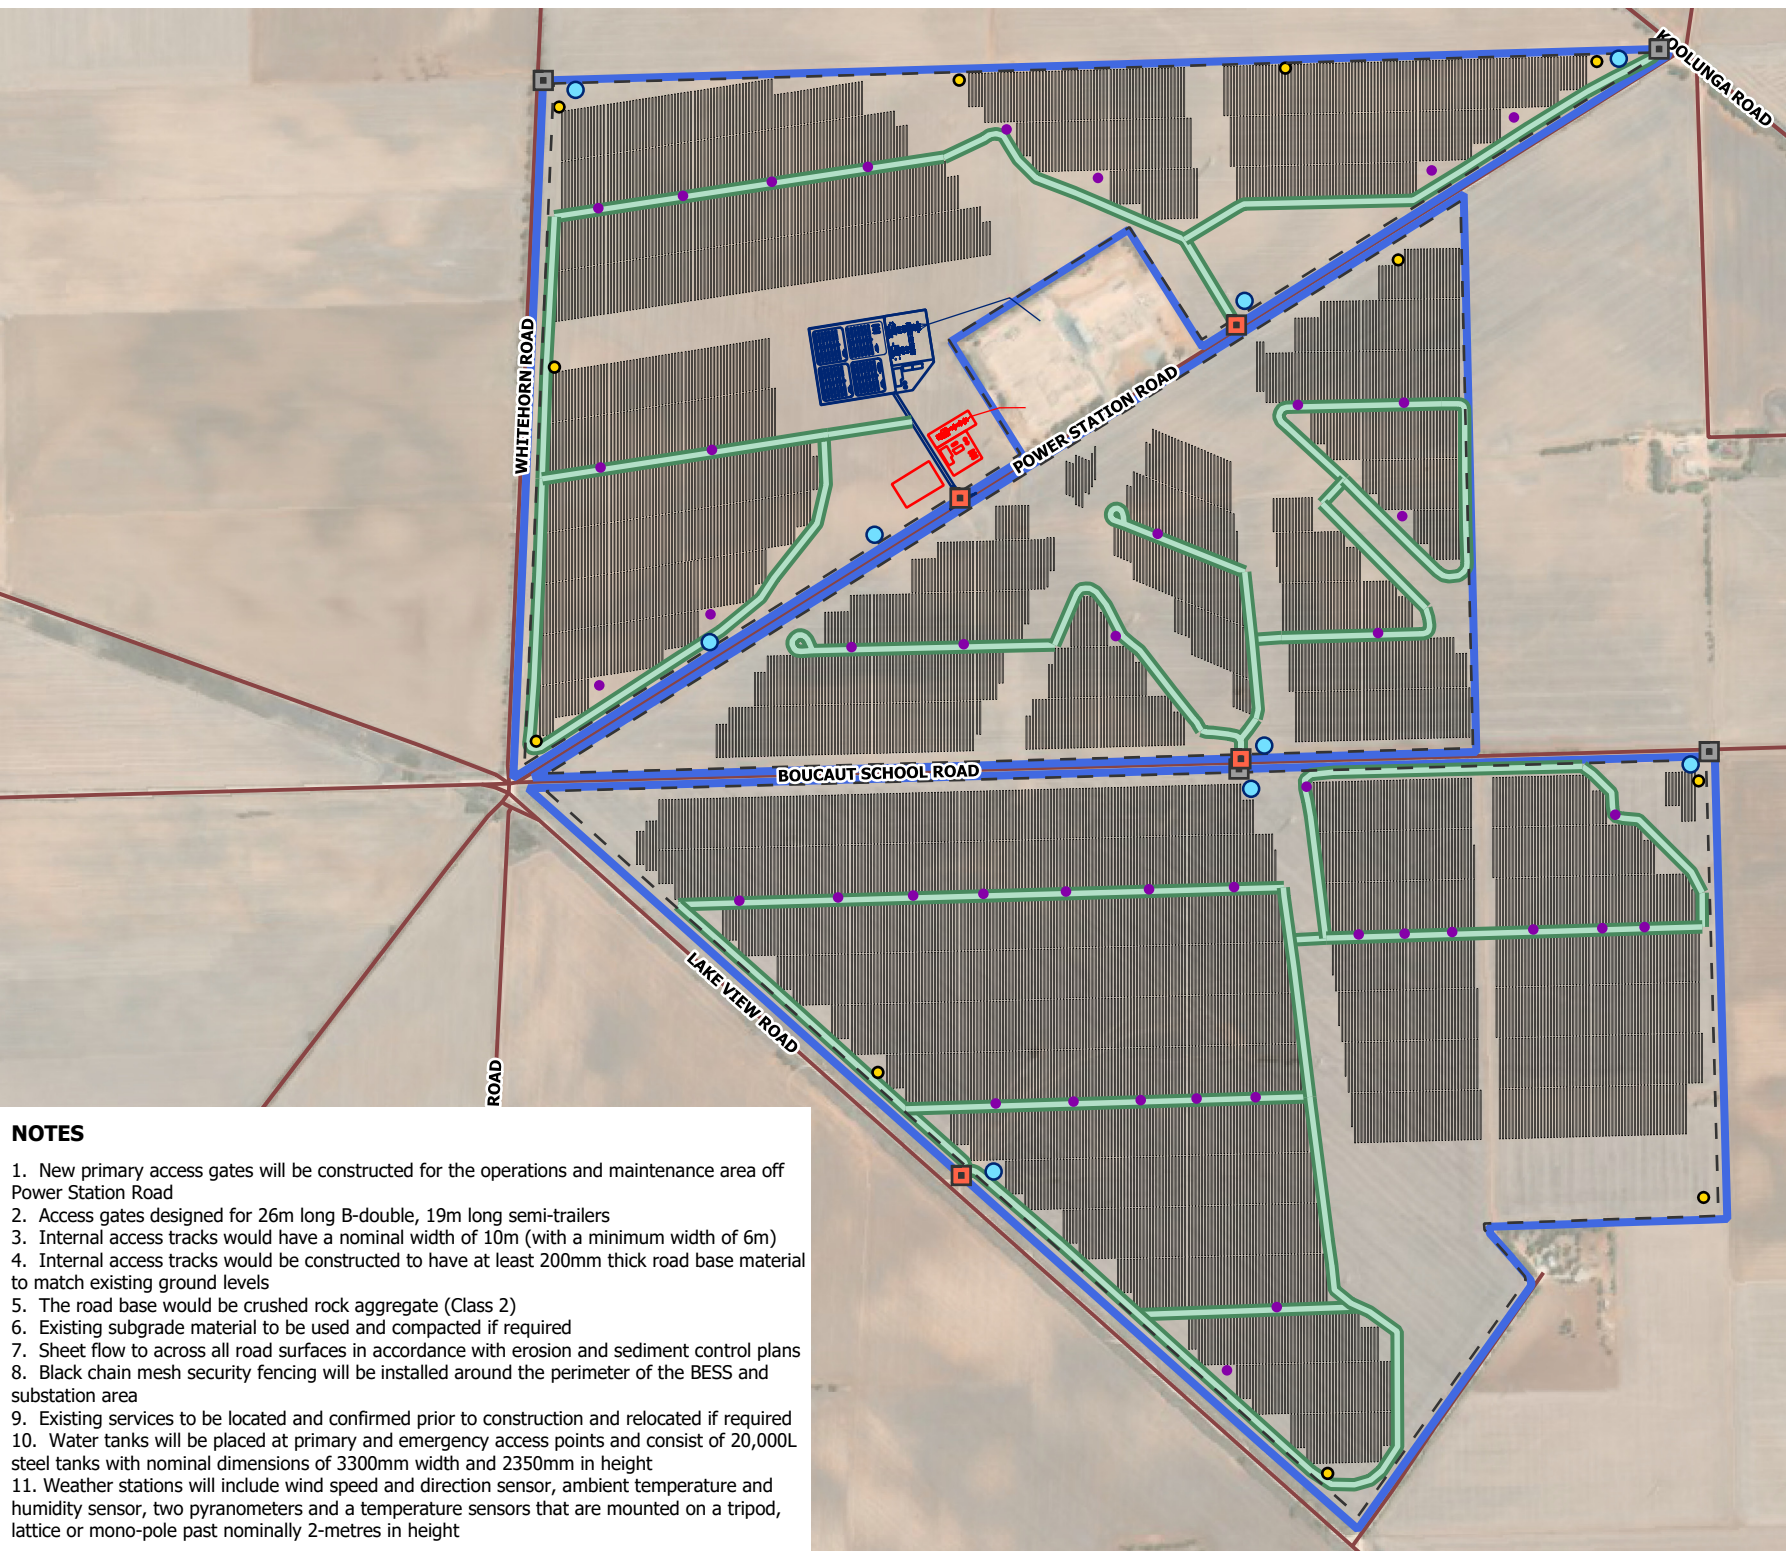 KOOLUNGA ROAD
WHITEHORN ROAD
POWER STATION ROAD
BOUCAUT SCHOOL ROAD
LAKE VIEW ROAD
ROAD
NOTES
1. New primary access gates will be constructed for the operations and maintenance area off
Power Station Road
2. Access gates designed for 26m long B-double, 19m long semi-trailers
3. Internal access tracks would have a nominal width of 10m (with a minimum width of 6m)
4. Internal access tracks would be constructed to have at least 200mm thick road base material
to match existing ground levels
5. The road base would be crushed rock aggregate (Class 2)
6. Existing subgrade material to be used and compacted if required
7. Sheet flow to across all road surfaces in accordance with erosion and sediment control plans
8. Black chain mesh security fencing will be installed around the perimeter of the BESS and
substation area
9. Existing services to be located and confirmed prior to construction and relocated if required
10. Water tanks will be placed at primary and emergency access points and consist of 20,000L
steel tanks with nominal dimensions of 3300mm width and 2350mm in height
11. Weather stations will include wind speed and direction sensor, ambient temperature and
humidity sensor, two pyranometers and a temperature sensors that are mounted on a tripod,
lattice or mono-pole past nominally 2-metres in height